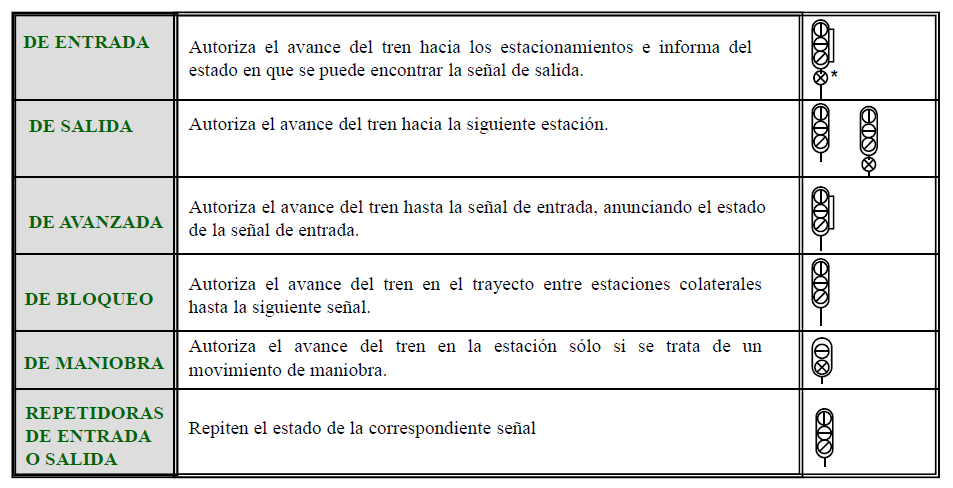 DE ENTRADA
Autoriza el avance del tren hacia los estacionamientos e informa del
estado en que se puede encontrar la señal de salida.
*
DE SALIDA
Autoriza el avance del tren hacia la siguiente estación.
DE AVANZADA
Autoriza el avance del tren hasta la señal de entrada, anunciando el estado
de la señal de entrada.
DE BLOQUEO
Autoriza el avance del tren en el trayecto entre estaciones colaterales
hasta la siguiente señal.
DE MANIOBRA
Autoriza el avance del tren en la estación sólo si se trata de un
movimiento de maniobra.
REPETIDORAS
DE ENTRADA
O SALIDA
Repiten el estado de la correspondiente señal